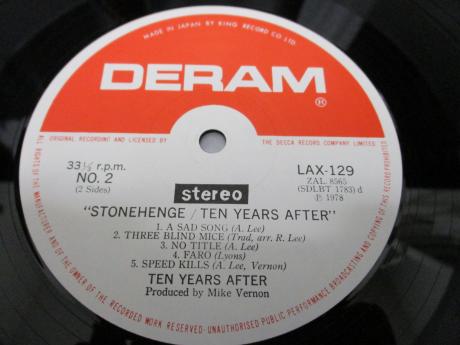 MADE IN JAPAN BY KING RECORD CO LTD.
DERAM
®
ORIGINAL RECORDING AND LICENSED BY THE DECCA RECORD COMPANY LIMITED
33⅓ r.p.m.
NO. 2
(2 Sides)
stereo
LAX-129
ZAL 8565
(SDLBT 1783) d
Ⓟ 1978
"STONEHENGE / TEN YEARS AFTER"
1. A SAD SONG (A. Lee)
2. THREE BLIND MICE (Trad, arr. R. Lee)
3. NO TITLE (A. Lee)
4. FARO (Lyons)
5. SPEED KILLS (A. Lee, Vernon)
TEN YEARS AFTER
Produced by Mike Vernon
ALL RIGHTS OF THE MANUFACTURER AND OF THE OWNER OF THE RECORDED WORK RESERVED·UNAUTHORISED PUBLIC PERFORMANCE BROADCASTING AND COPYING OF THIS RECORD PROHIBITED